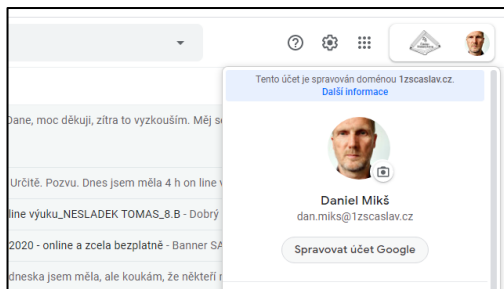 Tento účet je spravován doménou 1zscaslav.cz.
Další informace
Daniel Mikš
dan.miks@1zscaslav.cz
Spravovat účet Google
Dane, moc děkuji, zítra to vyzkouším. Měj
Určitě. Pozvu. Dnes jsem měla 4 h on line
line výuku_NESLADEK TOMAS_8.B - Dobrý
2020 - online a zcela bezplatně - Banner SA
dneska jsem měla, ale koukám, že někteří